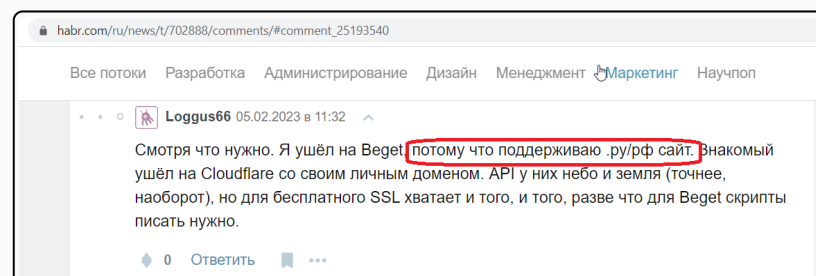 habr.com/ru/news/t/702888/comments/#comment_25193540
Все потоки Разработка Администрирование Дизайн Менеджмент Маркетинг Научпоп
Loggus66 05.02.2023 в 11:32
Смотря что нужно. Я ушёл на Beget, потому что поддерживаю .ру/рф сайт. Знакомый
ушёл на Cloudflare со своим личным доменом. API у них небо и земля (точнее,
наоборот), но для бесплатного SSL хватает и того, и того, разве что для Beget скрипты
писать нужно.
0 Ответить